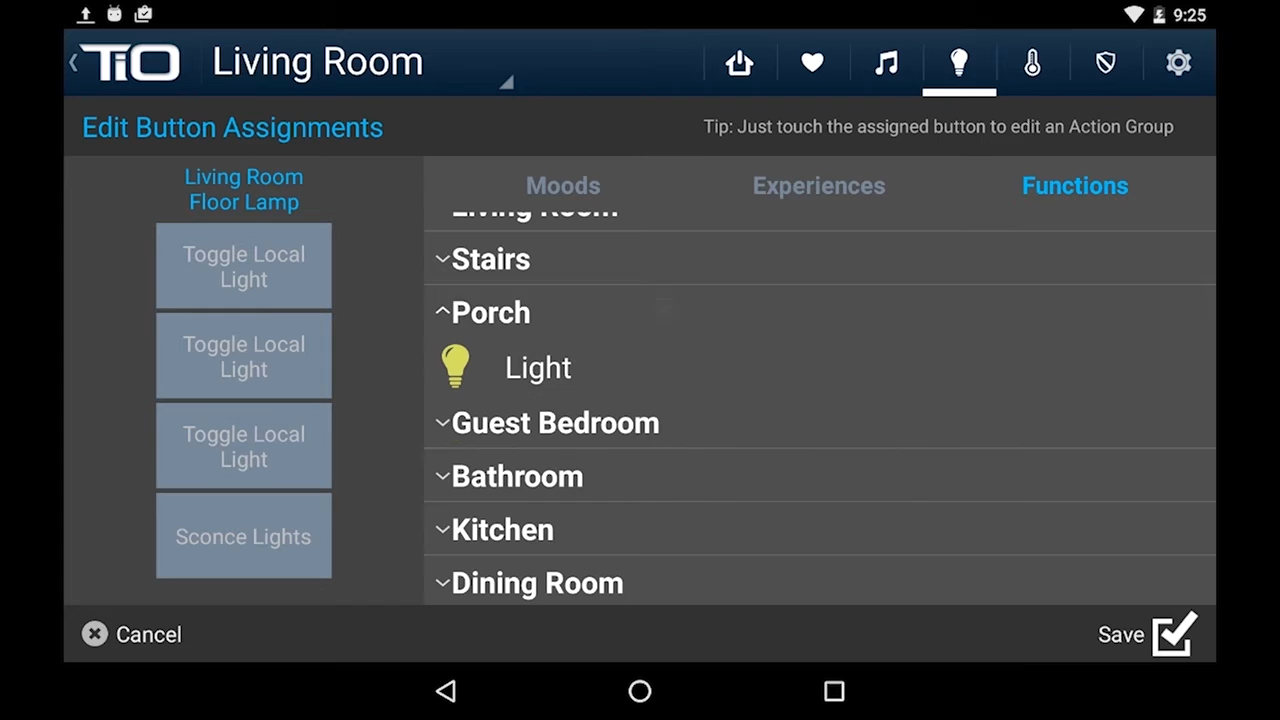 9:25
TiO
Living Room
Edit Button Assignments
Tip: Just touch the assigned button to edit an Action Group
Living Room
Floor Lamp
Toggle Local
Light
Toggle Local
Light
Toggle Local
Light
Sconce Lights
Moods
Experiences
Functions
Living Room
Stairs
Porch
Light
Guest Bedroom
Bathroom
Kitchen
Dining Room
Cancel
Save